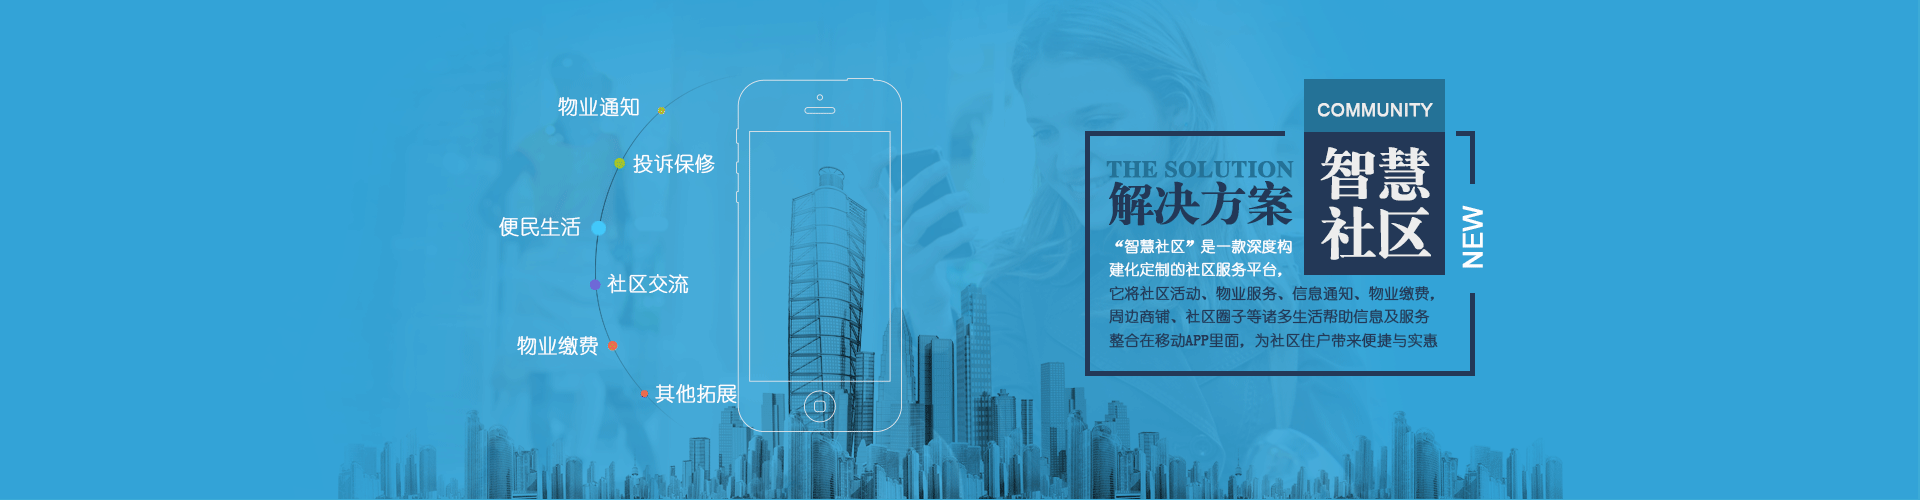 物业通知
投诉保修
便民生活
社区交流
物业缴费
其他拓展
COMMUNITY
智慧
社区
NEW
THE SOLUTION
解决方案
“智慧社区”是一款深度构
建化定制的社区服务平台，
它将社区活动、物业服务、信息通知、物业缴费，
周边商铺、社区圈子等诸多生活帮助信息及服务
整合在移动APP里面，为社区住户带来便捷与实惠